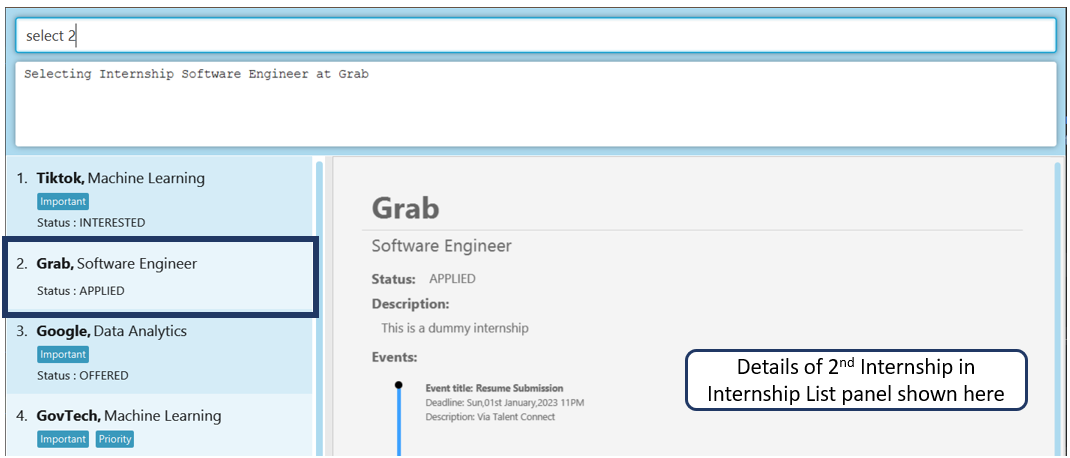 select 2
Selecting Internship Software Engineer at Grab
1. Tiktok, Machine Learning
Important
Status : INTERESTED
2. Grab, Software Engineer
Status : APPLIED
3. Google, Data Analytics
Important
Status : OFFERED
4. GovTech, Machine Learning
Important Priority
Grab
Software Engineer
Status: APPLIED
Description:
This is a dummy internship
Events:
Event title: Resume Submission
Deadline: Sun,01st January,2023 11PM
Description: Via Talent Connect
Details of 2nd Internship in
Internship List panel shown here